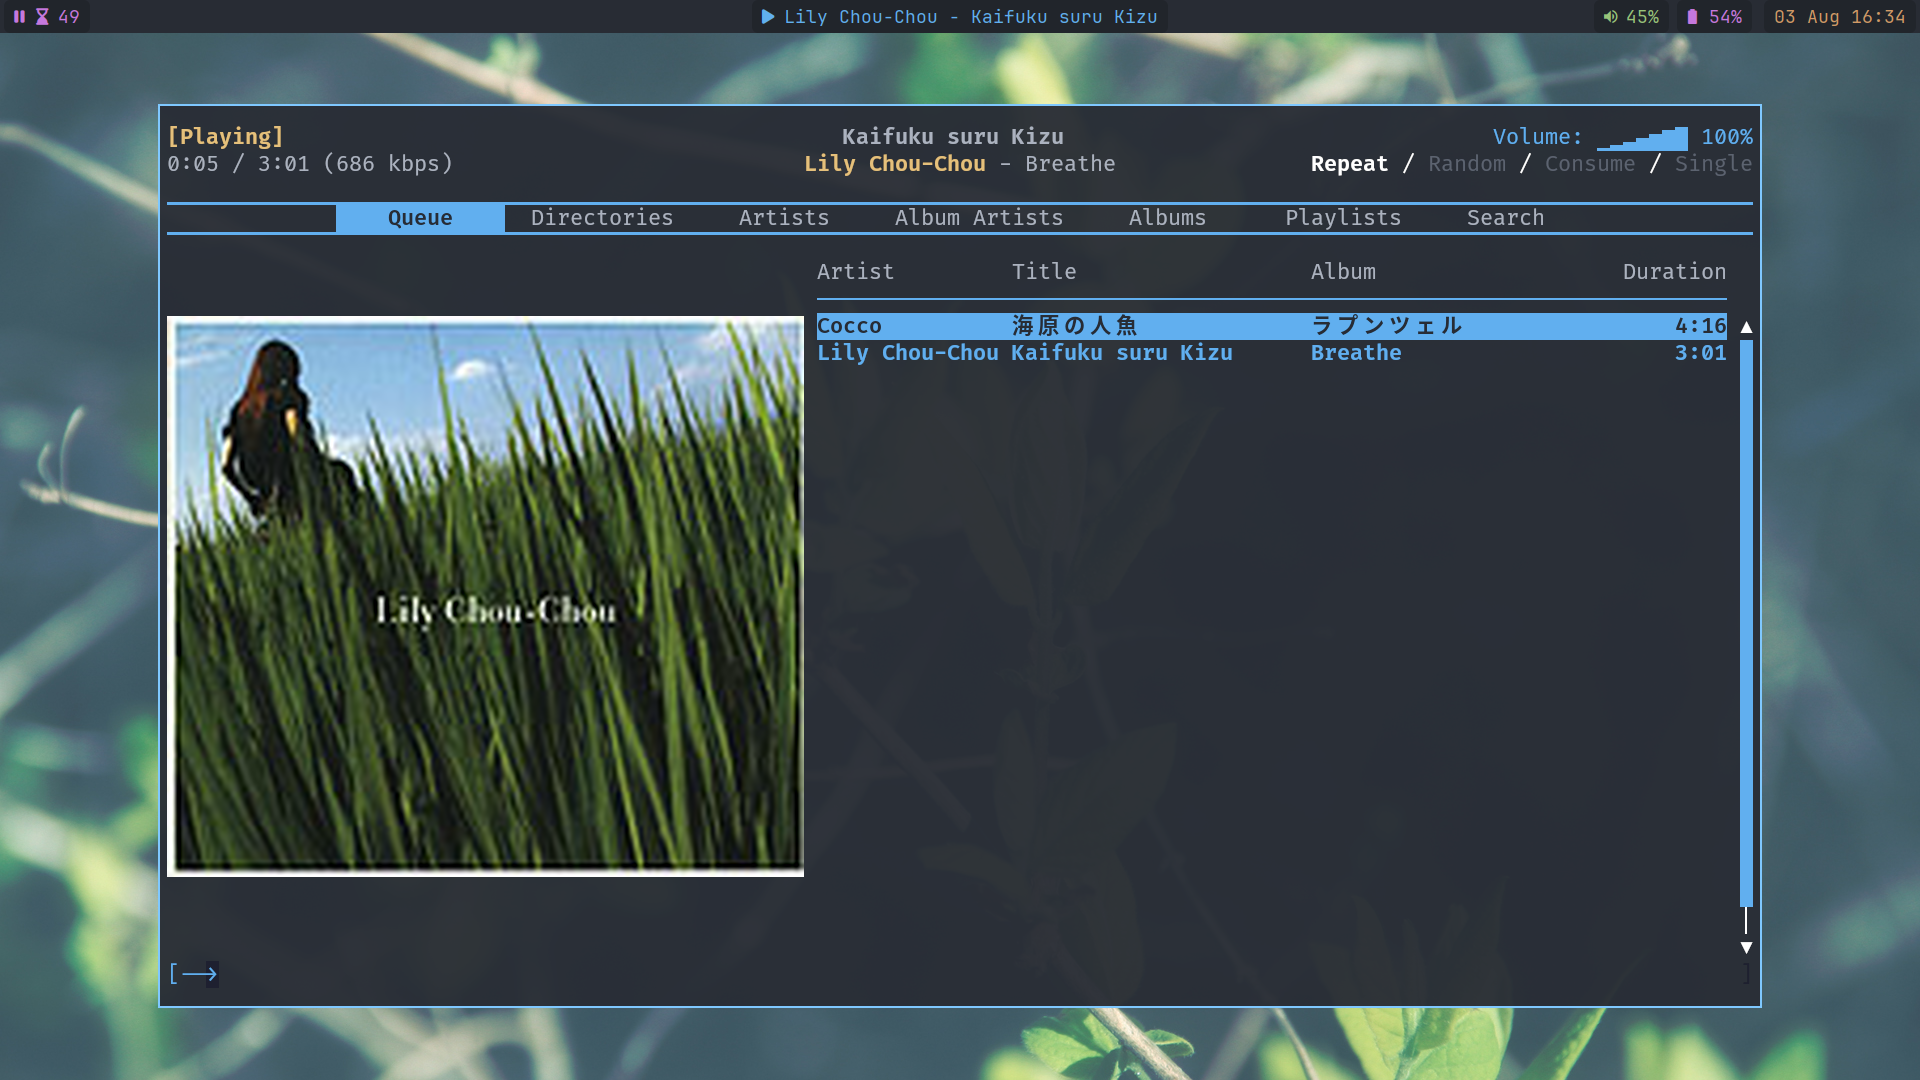 49
Lily Chou-Chou - Kaifuku suru Kizu
45%
54%
03 Aug 16:34
[Playing]
Kaifuku suru Kizu
Volume: 100%
0:05 / 3:01 (686 kbps)
Lily Chou-Chou - Breathe
Repeat / Random / Consume / Single
Queue Directories Artists Album Artists Albums Playlists Search
Artist Title Album Duration
Cocco 海原の人魚 ラプンツェル 4:16
Lily Chou-Chou Kaifuku suru Kizu Breathe 3:01
Lily Chou-Chou